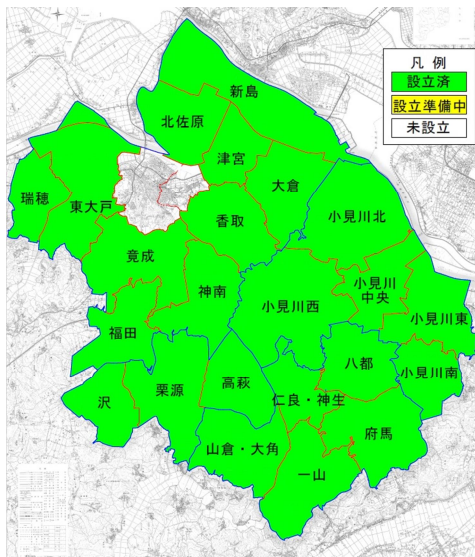 凡例
設立済
設立準備中
未設立
新島
北佐原
津宮
大倉
瑞穂
東大戸
小見川北
香取
竟成
神南
小見川西
小見川
中央
小見川東
福田
八都
小見川南
沢
栗源
高萩
仁良・神生
山倉・大角
府馬
一山